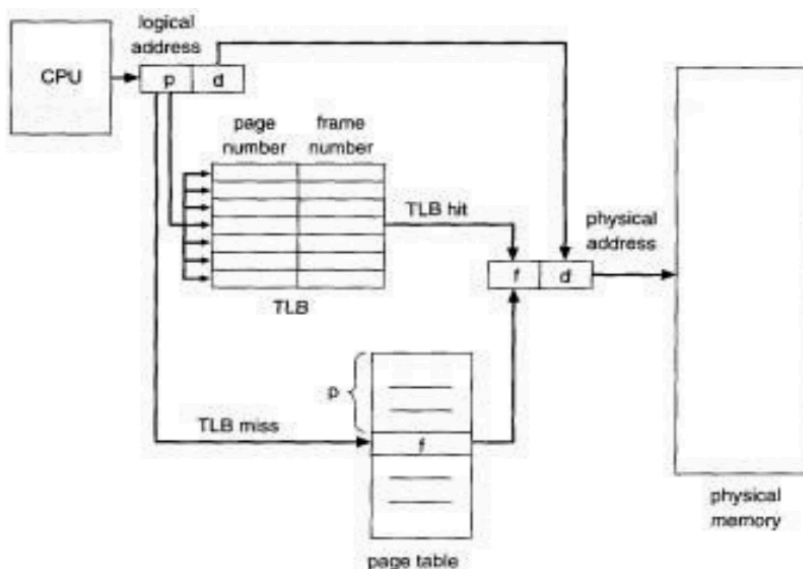 logical
address
CPU
p d
page
number
frame
number
TLB hit
physical
address
f d
TLB
p
TLB miss
f
physical
memory
page table